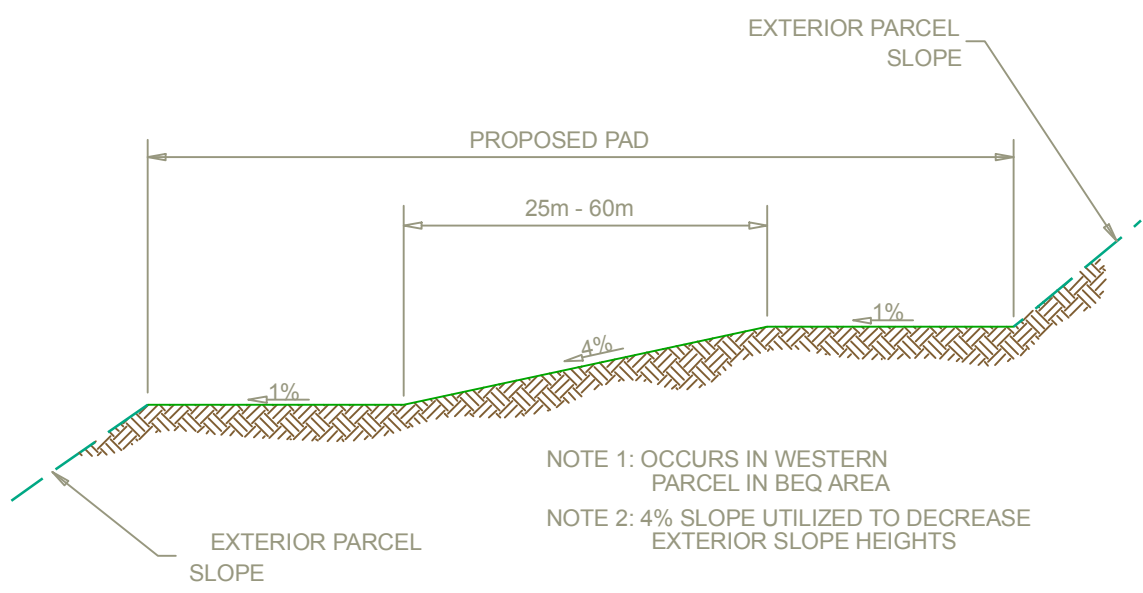 EXTERIOR PARCEL
SLOPE
PROPOSED PAD
25m - 60m
1%
4%
1%
NOTE 1: OCCURS IN WESTERN
PARCEL IN BEQ AREA
NOTE 2: 4% SLOPE UTILIZED TO DECREASE
EXTERIOR SLOPE HEIGHTS
EXTERIOR PARCEL
SLOPE